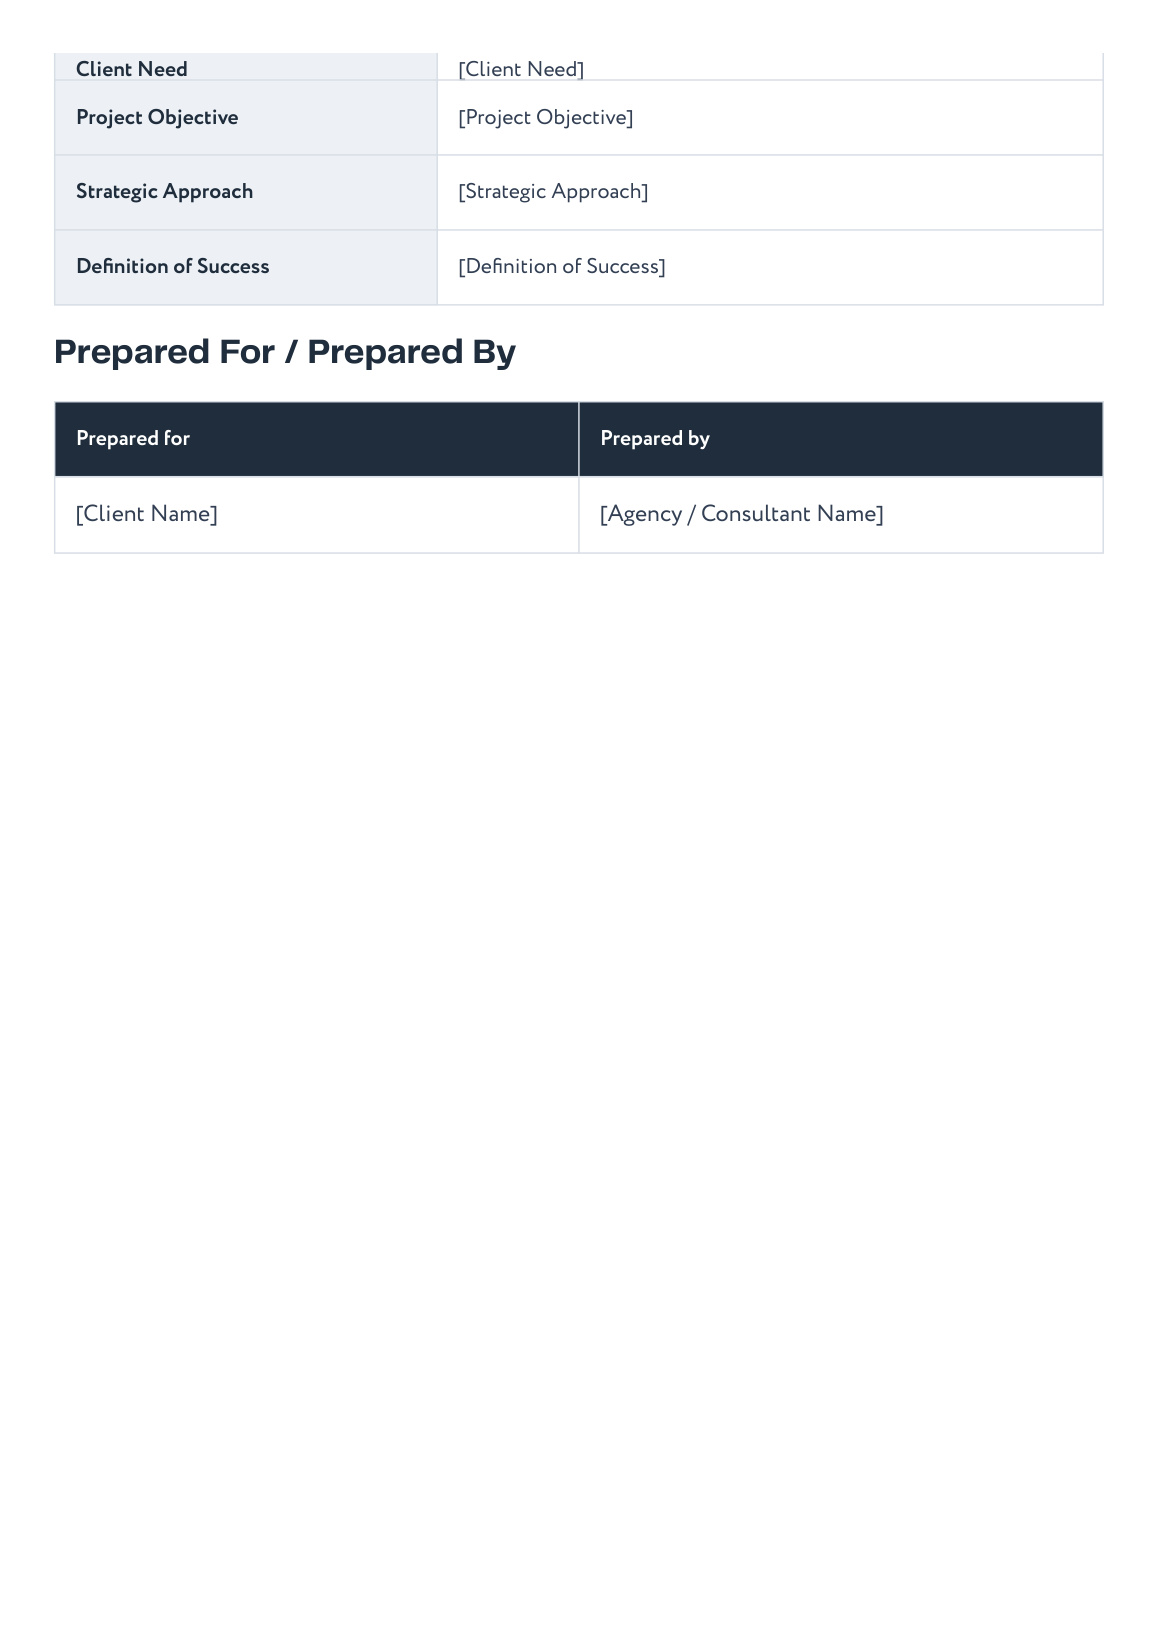 Client Need [Client Need]
Project Objective [Project Objective]
Strategic Approach [Strategic Approach]
Definition of Success [Definition of Success]
Prepared For / Prepared By
Prepared for Prepared by
[Client Name] [Agency / Consultant Name]